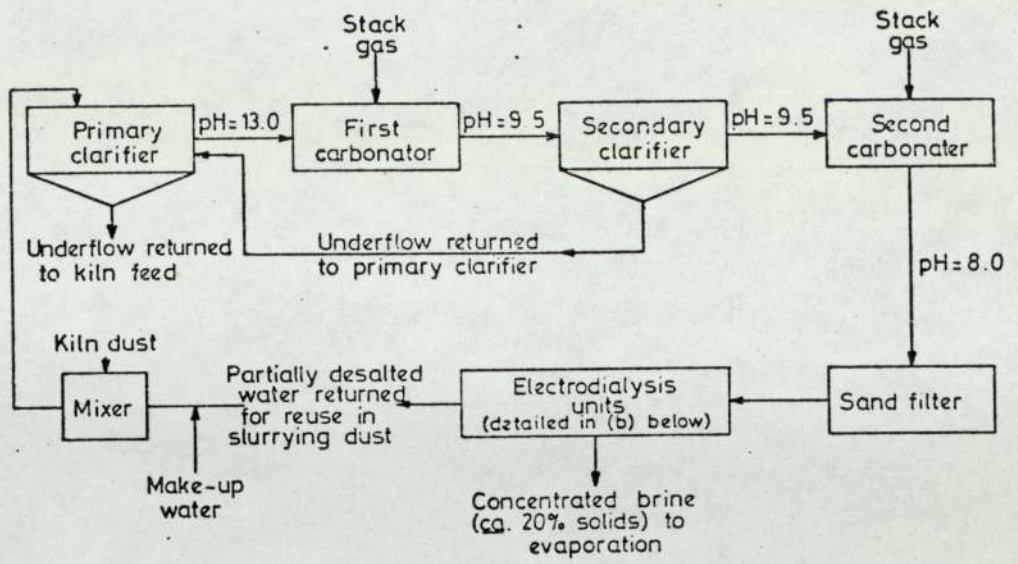 Stack
gas
Stack
gas
Primary
clarifier
pH=13.0
First
carbonator
pH=9.5
Secondary
clarifier
pH=9.5
Second
carbonater
Underflow returned
to kiln feed
Underflow returned
to primary clarifier
pH=8.0
Kiln dust
Mixer
Partially desalted
water returned
for reuse in
slurrying dust
Electrodialysis
units
(detailed in (b) below)
Sand filter
Make-up
water
Concentrated brine
(ca. 20% solids) to
evaporation